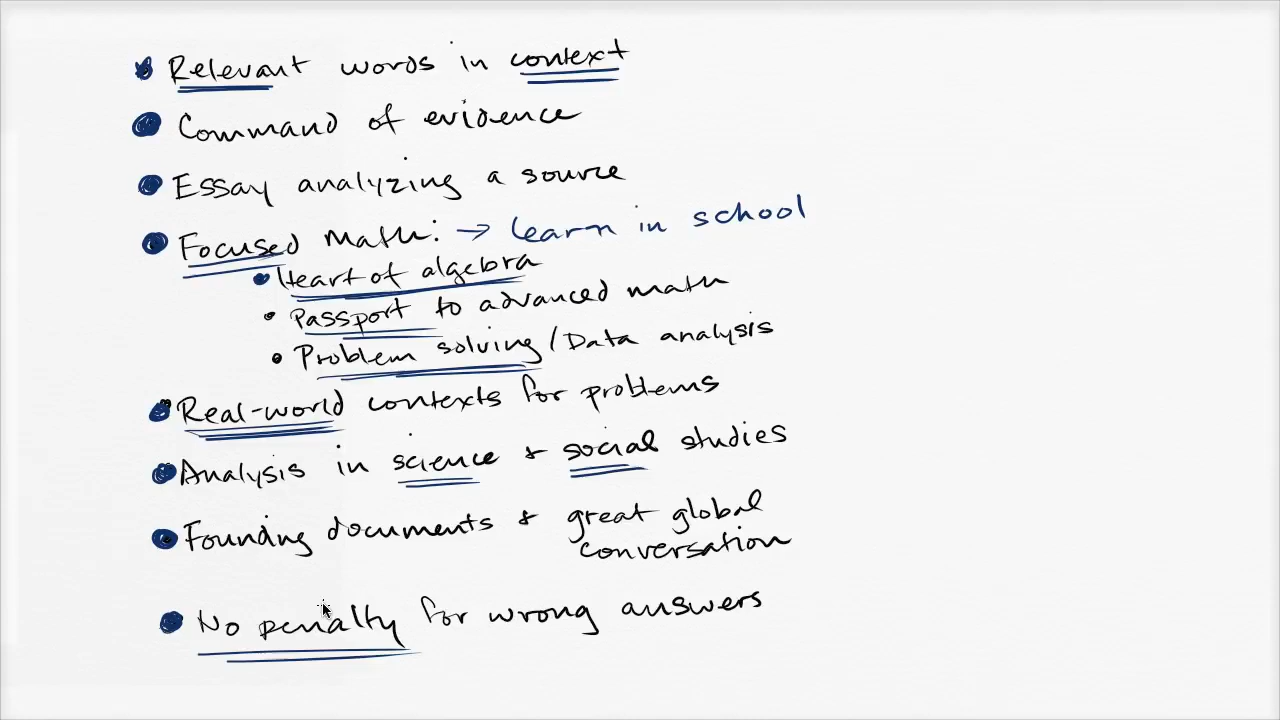 Relevant words in context
Command of evidence
Essay analyzing a source
Focused math: → learn in school
Heart of algebra
Passport to advanced math
Problem solving/Data analysis
Real-world contexts for problems
Analysis in science & social studies
Founding documents & great global
conversation
No penalty for wrong answers